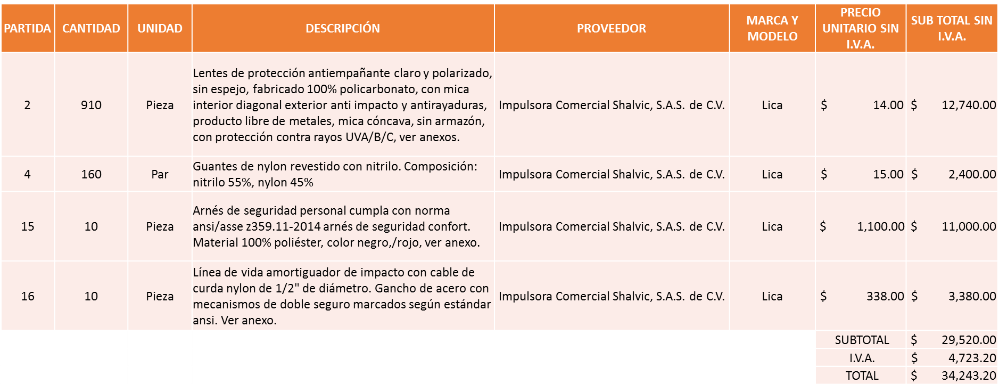 PARTIDA CANTIDAD UNIDAD DESCRIPCIÓN PROVEEDOR MARCA Y MODELO PRECIO UNITARIO SIN I.V.A. SUB TOTAL SIN I.V.A.
Lentes de protección antiempañante claro y polarizado,
sin espejo, fabricado 100% policarbonato, con mica
2 910 Pieza interior diagonal exterior anti impacto y antirayaduras, Impulsora Comercial Shalvic, S.A.S. de C.V. Lica $ 14.00 $ 12,740.00
producto libre de metales, mica cóncava, sin armazón,
con protección contra rayos UVA/B/C, ver anexos.
4 160 Par Guantes de nylon revestido con nitrilo. Composición: Impulsora Comercial Shalvic, S.A.S. de C.V. Lica $ 15.00 $ 2,400.00
nitrilo 55%, nylon 45%
Arnés de seguridad personal cumpla con norma
15 10 Pieza ansi/asse z359.11-2014 arnés de seguridad confort. Impulsora Comercial Shalvic, S.A.S. de C.V. Lica $ 1,100.00 $ 11,000.00
Material 100% poliéster, color negro,/rojo, ver anexo.
Línea de vida amortiguador de impacto con cable de
16 10 Pieza curda nylon de 1/2" de diámetro. Gancho de acero con Impulsora Comercial Shalvic, S.A.S. de C.V. Lica $ 338.00 $ 3,380.00
mecanismos de doble seguro marcados según estándar
ansi. Ver anexo.
SUBTOTAL $ 29,520.00
I.V.A. $ 4,723.20
TOTAL $ 34,243.20